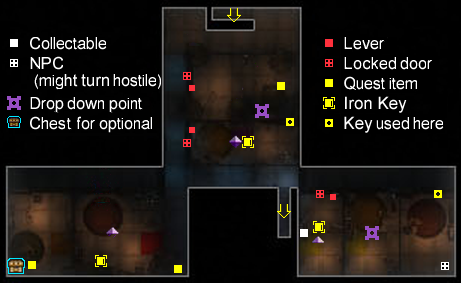 Collectable
NPC
(might turn hostile)
Drop down point
Chest for optional
Lever
Locked door
Quest item
Iron Key
Key used here